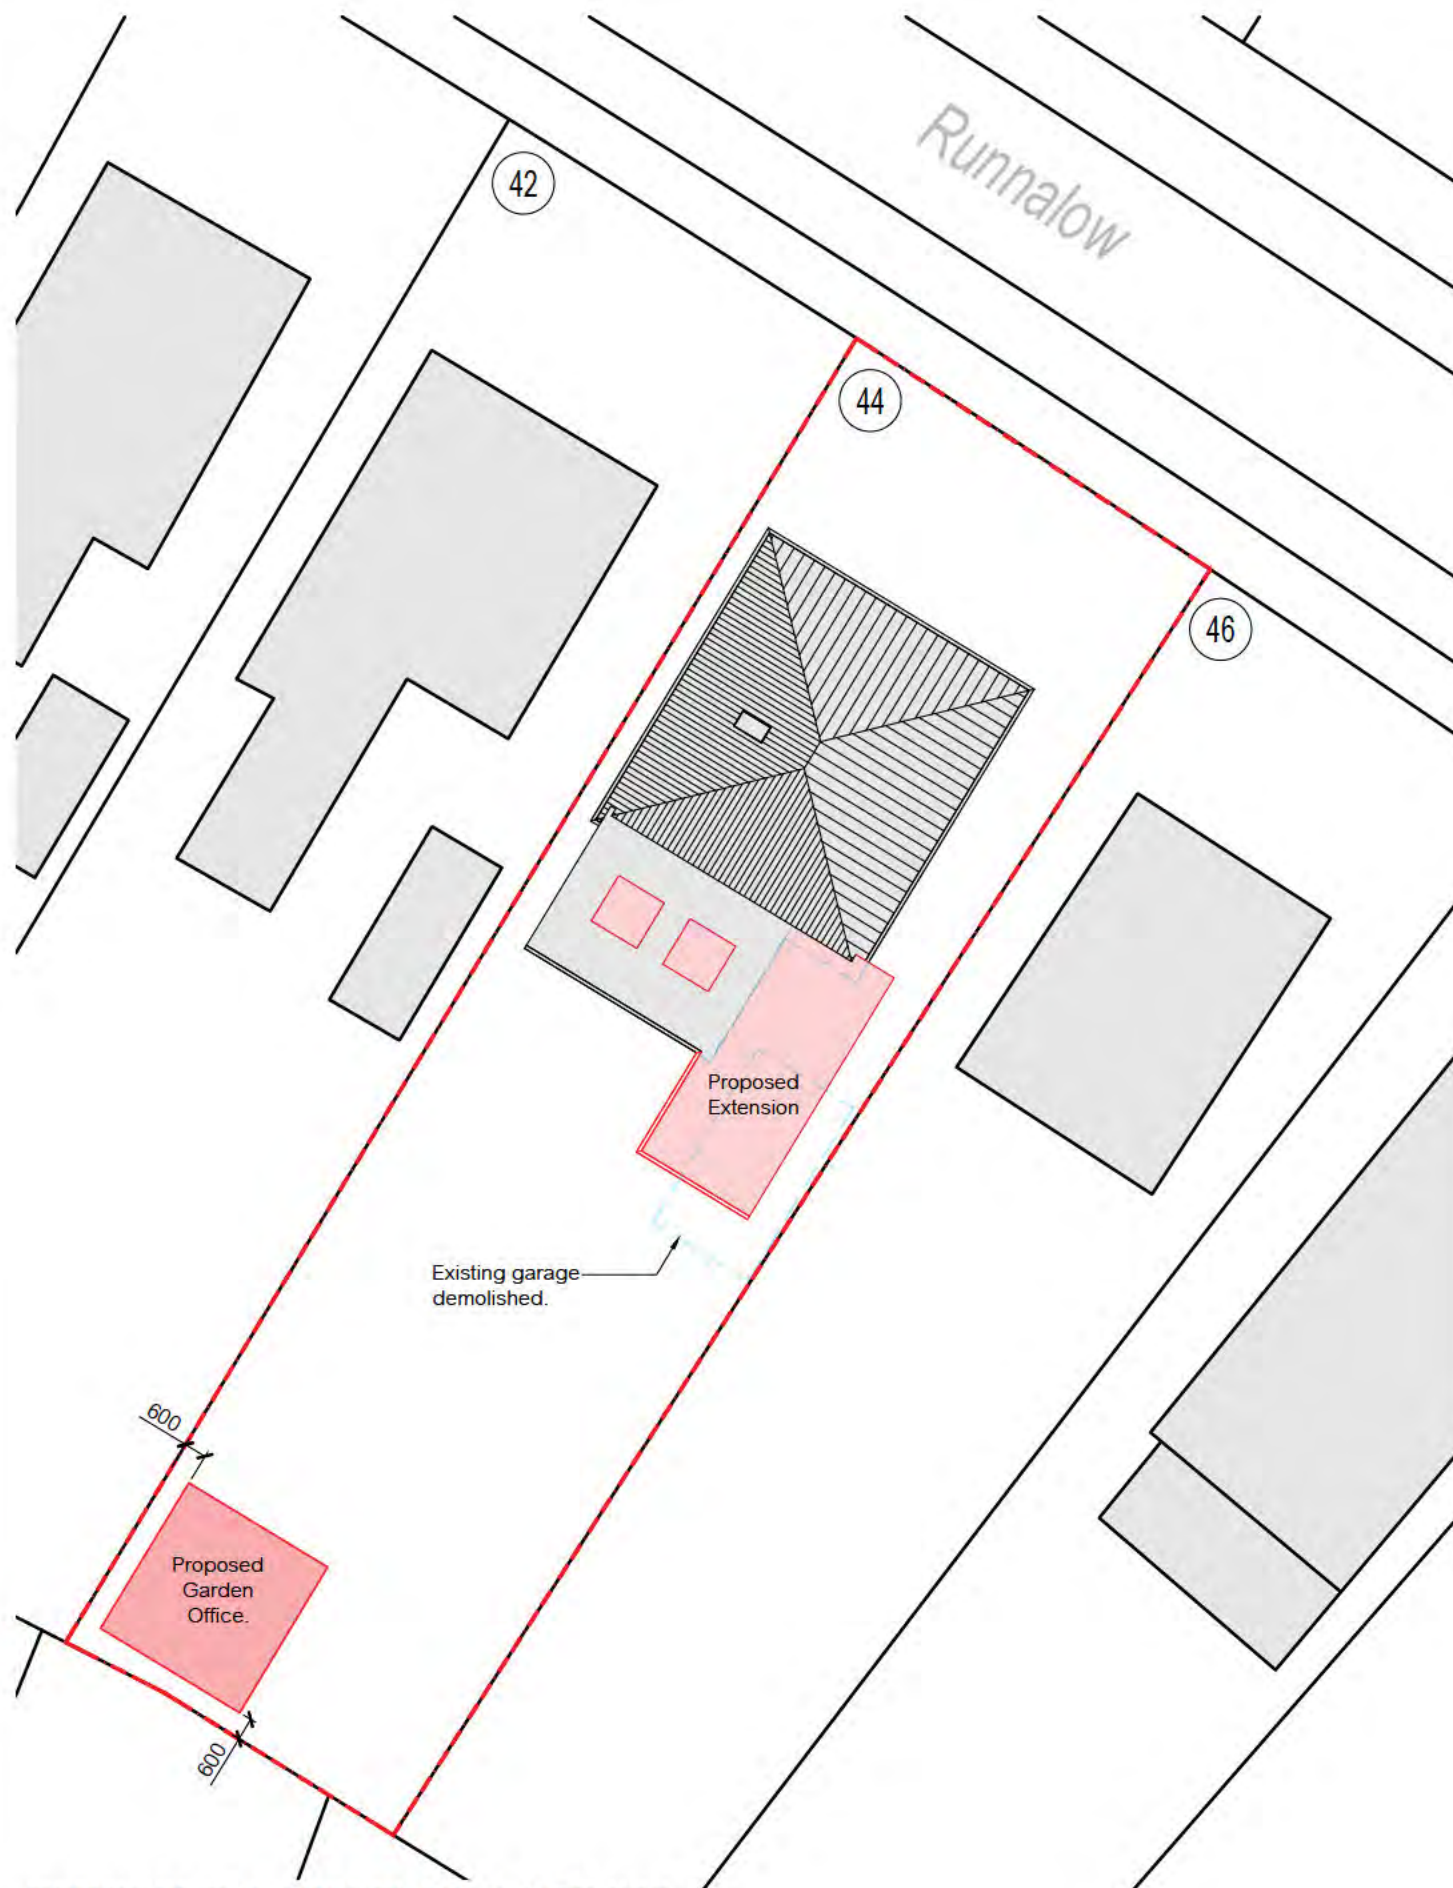 Runnalow
42
44
46
Proposed
Extension
Existing garage
demolished.
600
Proposed
Garden
Office.
600